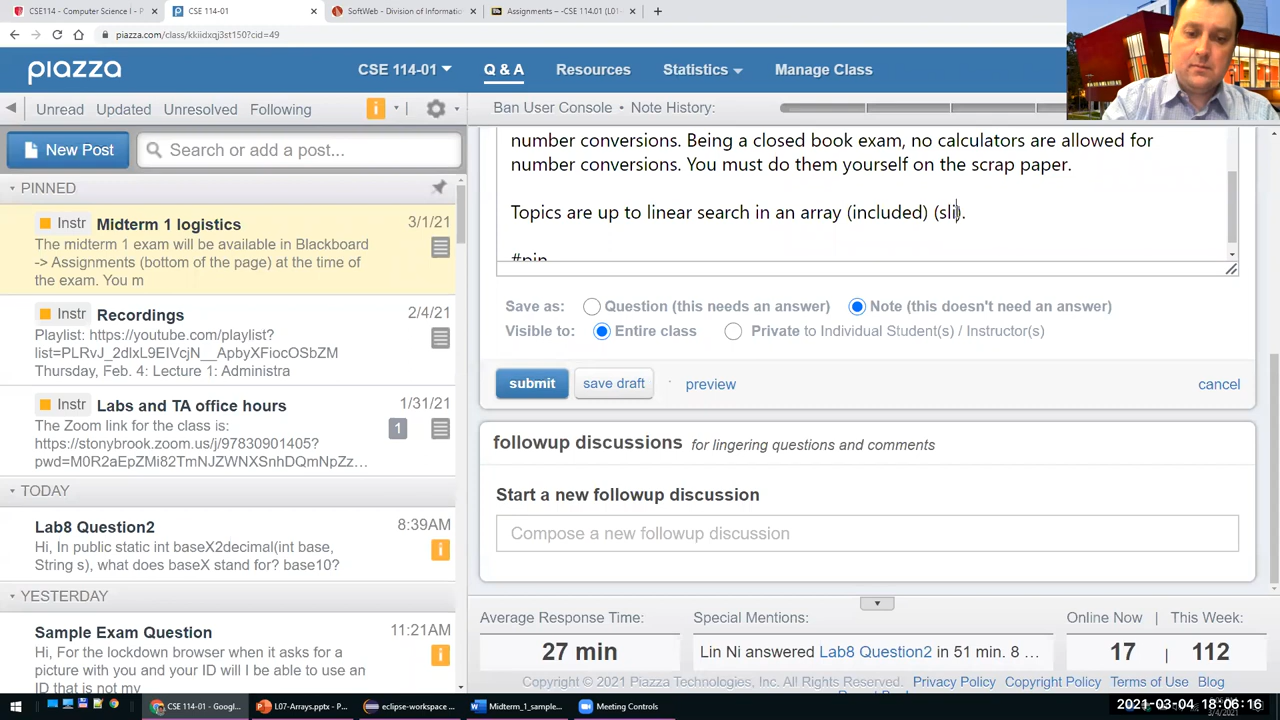 CSE114 - Computer Science I - P
CSE 114-01
SoftWeb - Division of Informatio
Assignments – -CSE 114.01 (L01-
piazza.com/class/kkiidxqj3st150?cid=49
piazza
CSE 114-01
Q & A
Resources
Statistics
Manage Class
Unread
Updated
Unresolved
Following
Ban User Console • Note History:
New Post
Search or add a post...
PINNED
Instr Midterm 1 logistics 3/1/21
The midterm 1 exam will be available in Blackboard
-> Assignments (bottom of the page) at the time of
the exam. You m
Instr Recordings 2/4/21
Playlist: https://youtube.com/playlist?
list=PLRvJ_2dlxL9EIVcjN__ApbyXFiocOSbZM
Thursday, Feb. 4: Lecture 1: Administra
Instr Labs and TA office hours 1/31/21
The Zoom link for the class is:
https://stonybrook.zoom.us/j/97830901405?
pwd=M0R2aEpZMi82TmNJZWNXSnhDQmNpZz...
1
TODAY
Lab8 Question2 8:39AM
Hi, In public static int baseX2decimal(int base,
String s), what does baseX stand for? base10?
YESTERDAY
Sample Exam Question 11:21AM
Hi, For the lockdown browser when it asks for a
picture with you and your ID will I be able to use an
ID that is not my
number conversions. Being a closed book exam, no calculators are allowed for
number conversions. You must do them yourself on the scrap paper.
Topics are up to linear search in an array (included) (sli).
#pin
Save as: Question (this needs an answer) Note (this doesn't need an answer)
Visible to: Entire class Private to Individual Student(s) / Instructor(s)
submit save draft preview cancel
followup discussions for lingering questions and comments
Start a new followup discussion
Compose a new followup discussion
Average Response Time: Special Mentions: Online Now | This Week:
27 min Lin Ni answered Lab8 Question2 in 51 min. 8 ... 17 | 112
Copyright © 2021 Piazza Technologies, Inc. All Rights Reserved. Privacy Policy Copyright Policy Terms of Use Blog
CSE 114-01 - Googl...
L07-Arrays.pptx - P...
eclipse-workspace ...
Midterm_1_sample...
Meeting Controls
2021-03-04 18:06:16